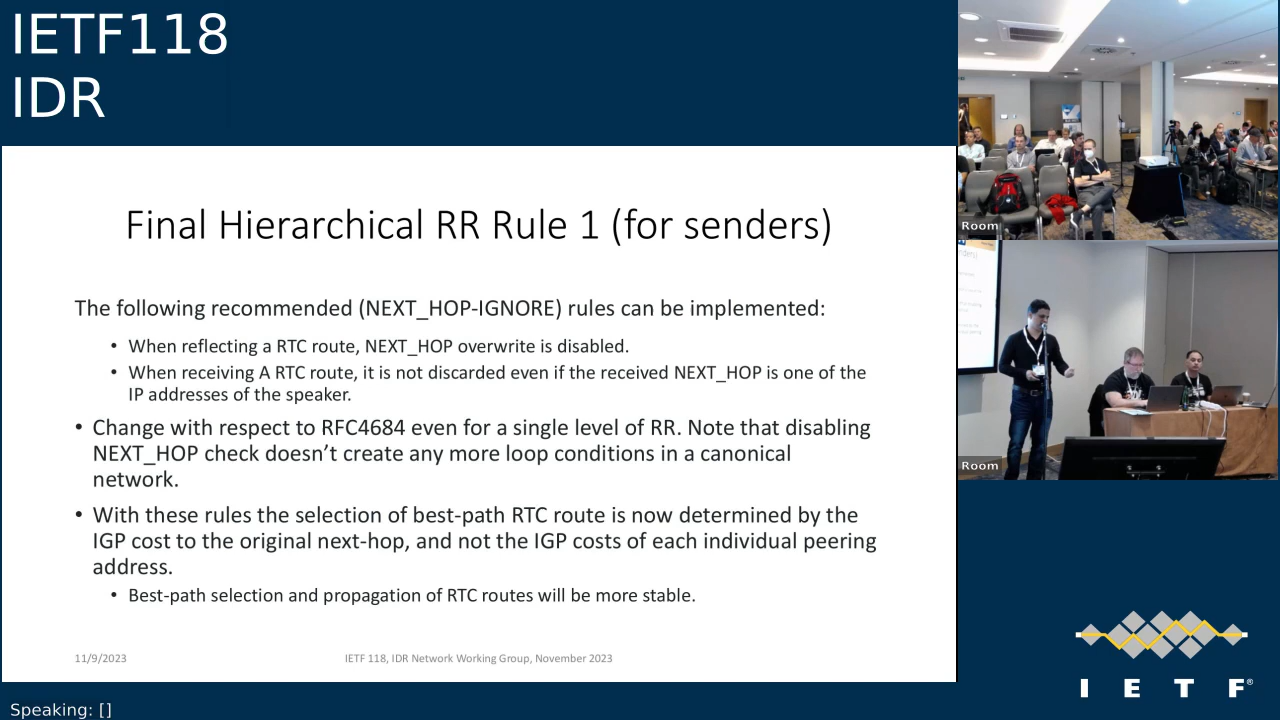 IETF118
IDR
Final Hierarchical RR Rule 1 (for senders)
The following recommended (NEXT_HOP-IGNORE) rules can be implemented:
• When reflecting a RTC route, NEXT_HOP overwrite is disabled.
• When receiving A RTC route, it is not discarded even if the received NEXT_HOP is one of the
IP addresses of the speaker.
• Change with respect to RFC4684 even for a single level of RR. Note that disabling
NEXT_HOP check doesn’t create any more loop conditions in a canonical
network.
• With these rules the selection of best-path RTC route is now determined by the
IGP cost to the original next-hop, and not the IGP costs of each individual peering
address.
• Best-path selection and propagation of RTC routes will be more stable.
11/9/2023
IETF 118, IDR Network Working Group, November 2023
Room
Room
I E T F®
Speaking: []